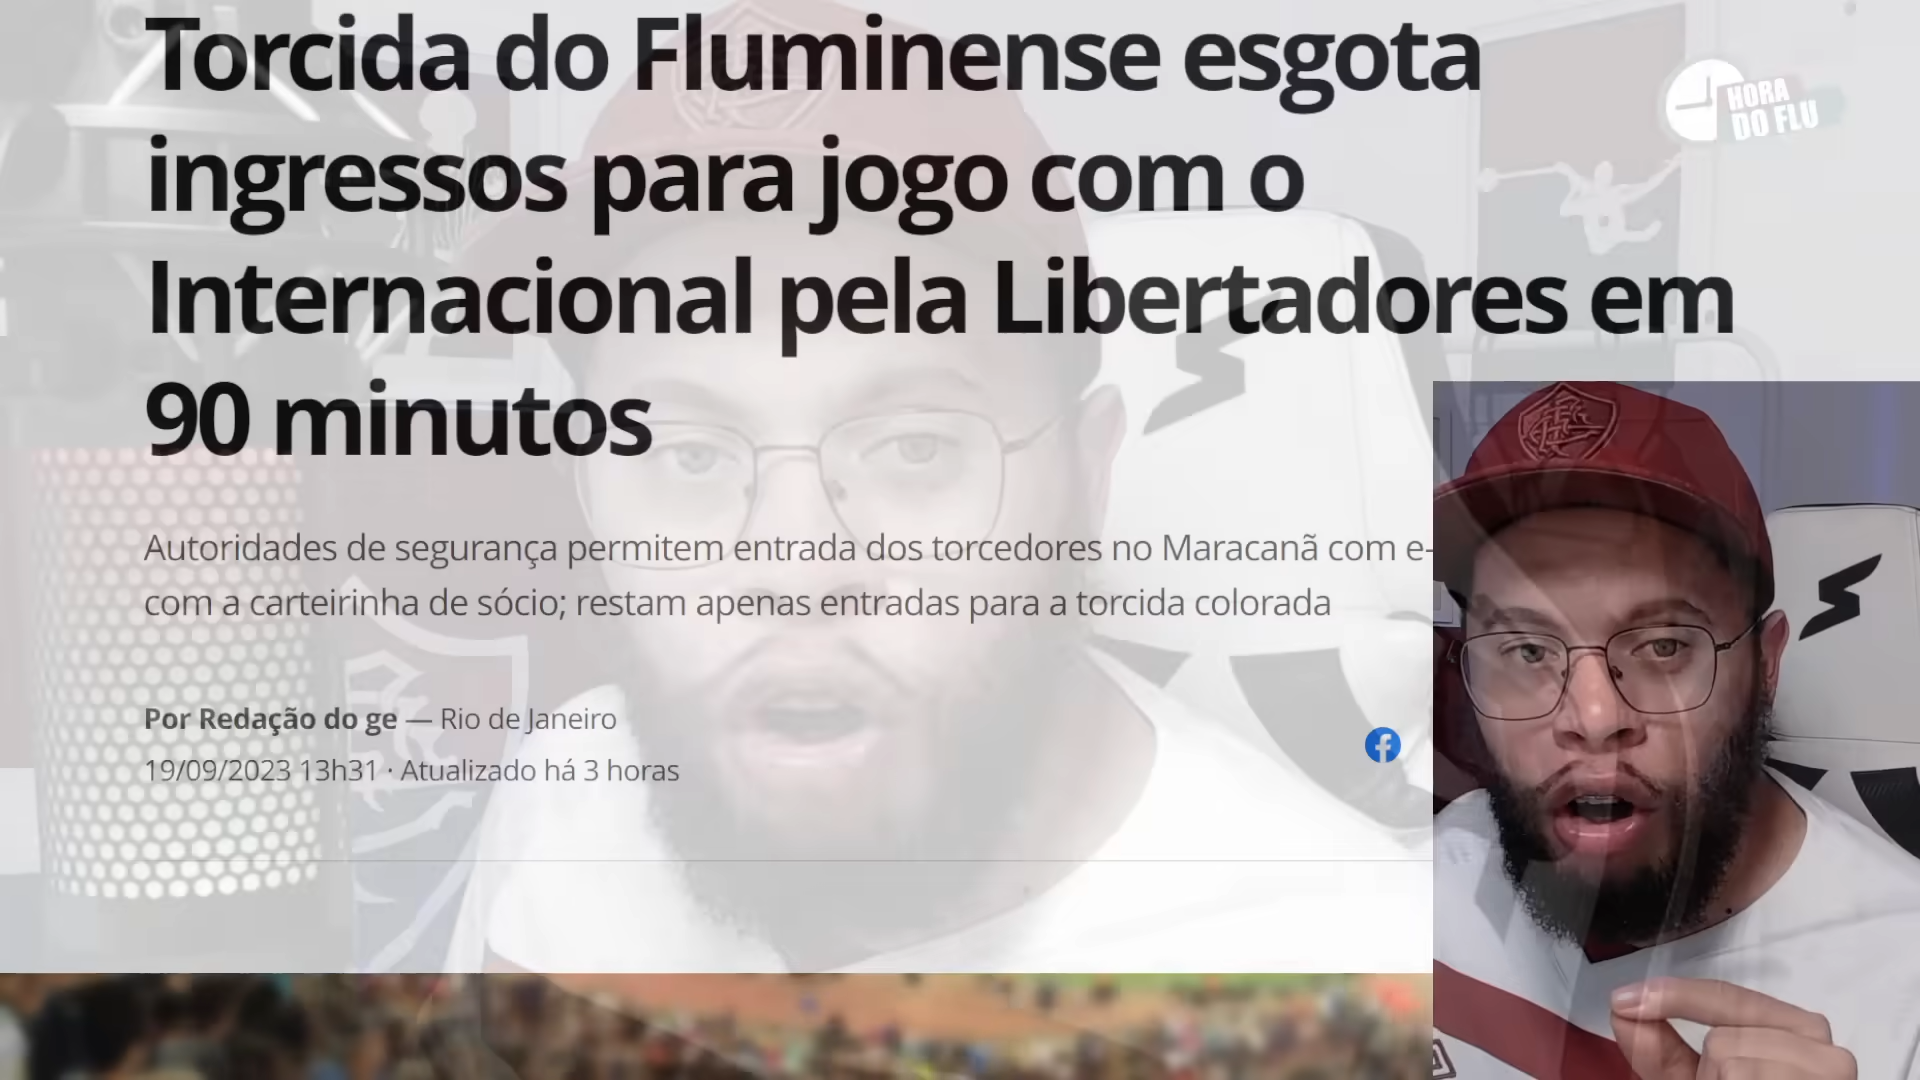 Torcida do Fluminense esgota
ingressos para jogo com o
Internacional pela Libertadores em
90 minutos
HORA
DO FLU
Autoridades de segurança permitem entrada dos torcedores no Maracanã com e-
com a carteirinha de sócio; restam apenas entradas para a torcida colorada
Por Redação do ge — Rio de Janeiro
19/09/2023 13h31 · Atualizado há 3 horas